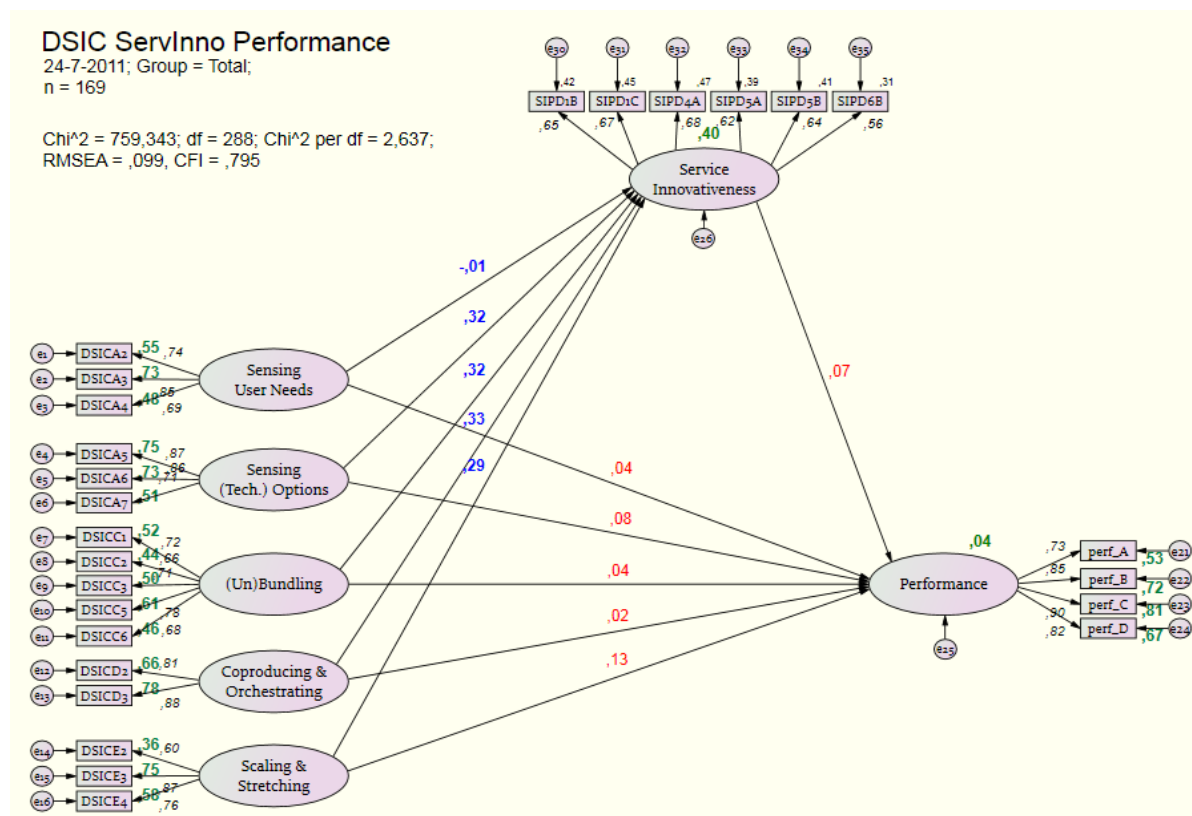 DSIC ServInno Performance
24-7-2011; Group = Total;
n = 169
Chi^2 = 759,343; df = 288; Chi^2 per df = 2,637;
RMSEA = ,099, CFI = ,795
e30 e31 e32 e33 e34 e35
,42 ,45 ,47 ,39 ,41 ,31
SIPD1B SIPD1C SIPD4A SIPD5A SIPD5B SIPD6B
,65 ,67 ,68 ,62 ,64 ,56
,40
Service
Innovativeness
e26
-,01
,32
,32
,33
,29
,07
,04
,08
,04
,02
,13
e1 DSICA2 ,55 ,74
e2 DSICA3 ,73 ,85
e3 DSICA4 ,48 ,69
Sensing
User Needs
e4 DSICA5 ,75 ,87
e5 DSICA6 ,73 ,86
e6 DSICA7 ,51 ,71
Sensing
(Tech.) Options
e7 DSICC1 ,52 ,72
e8 DSICC2 ,44 ,66
e9 DSICC3 ,50 ,71
e10 DSICC5 ,61 ,78
e11 DSICC6 ,46 ,68
(Un)Bundling
e12 DSICD2 ,66 ,81
e13 DSICD3 ,78 ,88
Coproducing &
Orchestrating
e14 DSICE2 ,36 ,60
e15 DSICE3 ,75 ,87
e16 DSICE4 ,58 ,76
Scaling &
Stretching
,04
Performance
e25
,73 perf_A ,53 e21
,85 perf_B ,72 e22
,90 perf_C ,81 e23
,82 perf_D ,67 e24